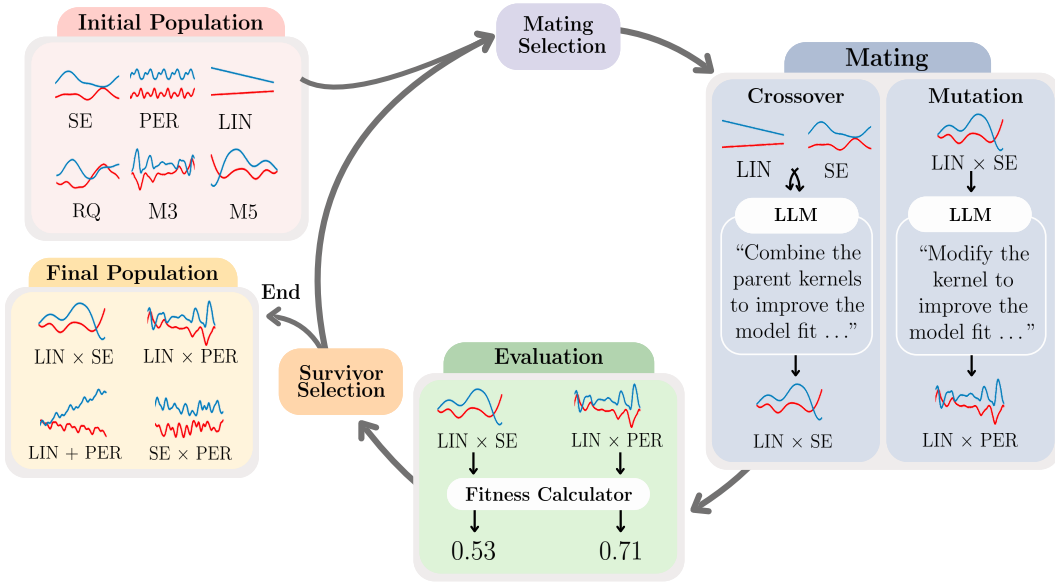 Initial Population
SE PER LIN
RQ M3 M5
Mating
Selection
Mating
Crossover
LIN SE
LLM
“Combine the
parent kernels
to improve the
model fit . . .”
LIN × SE
Mutation
LIN × SE
LLM
“Modify the
kernel to
improve the
model fit . . .”
LIN × PER
Evaluation
LIN × SE LIN × PER
Fitness Calculator
0.53 0.71
Survivor
Selection
End
Final Population
LIN × SE LIN × PER
LIN + PER SE × PER